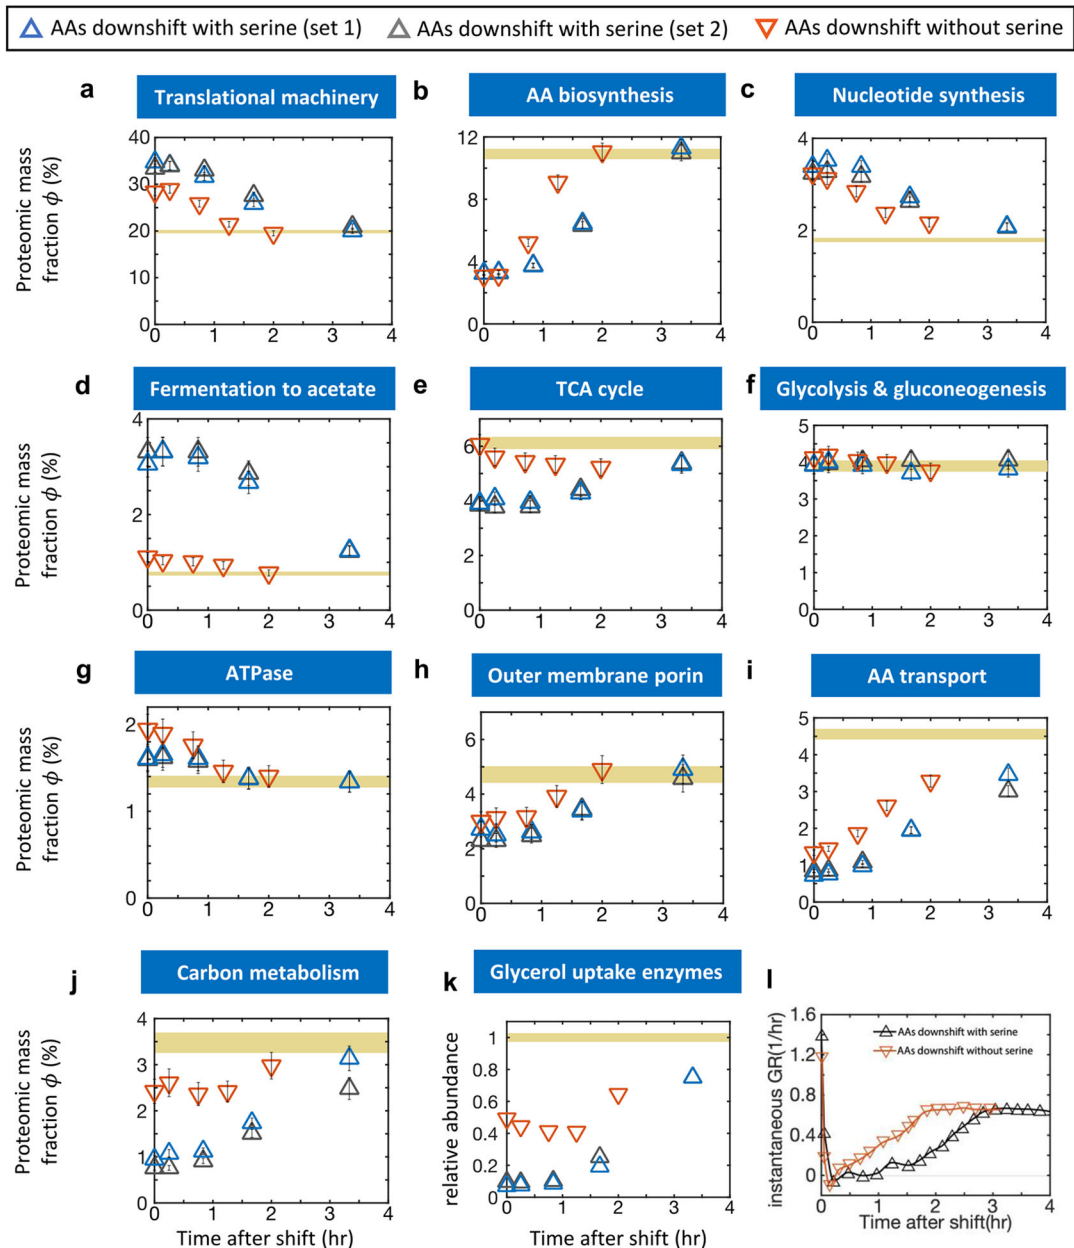 AAs downshift with serine (set 1) AAs downshift with serine (set 2) AAs downshift without serine
a Translational machinery b AA biosynthesis c Nucleotide synthesis
Proteomic mass
fraction ϕ (%)
40
30
20
10
0
0 1 2 3 4
12
8
4
0
0 1 2 3 4
4
2
0
0 1 2 3 4
d Fermentation to acetate e TCA cycle f Glycolysis & gluconeogenesis
Proteomic mass
fraction ϕ (%)
4
2
0
0 1 2 3 4
6
4
2
0
0 1 2 3 4
5
4
3
2
1
0
0 1 2 3 4
g ATPase h Outer membrane porin i AA transport
Proteomic mass
fraction ϕ (%)
2
1
0
0 1 2 3 4
6
4
2
0
0 1 2 3 4
5
4
3
2
1
0
0 1 2 3 4
j Carbon metabolism k Glycerol uptake enzymes l
Proteomic mass
fraction ϕ (%)
4
3
2
1
0
0 1 2 3 4
Time after shift (hr)
relative abundance
1
0.8
0.6
0.4
0.2
0
0 1 2 3 4
Time after shift (hr)
instantaneous GR(1/hr)
1.6
1.2
0.8
0.4
0
AAs downshift with serine
AAs downshift without serine
0 1 2 3 4
Time after shift(hr)